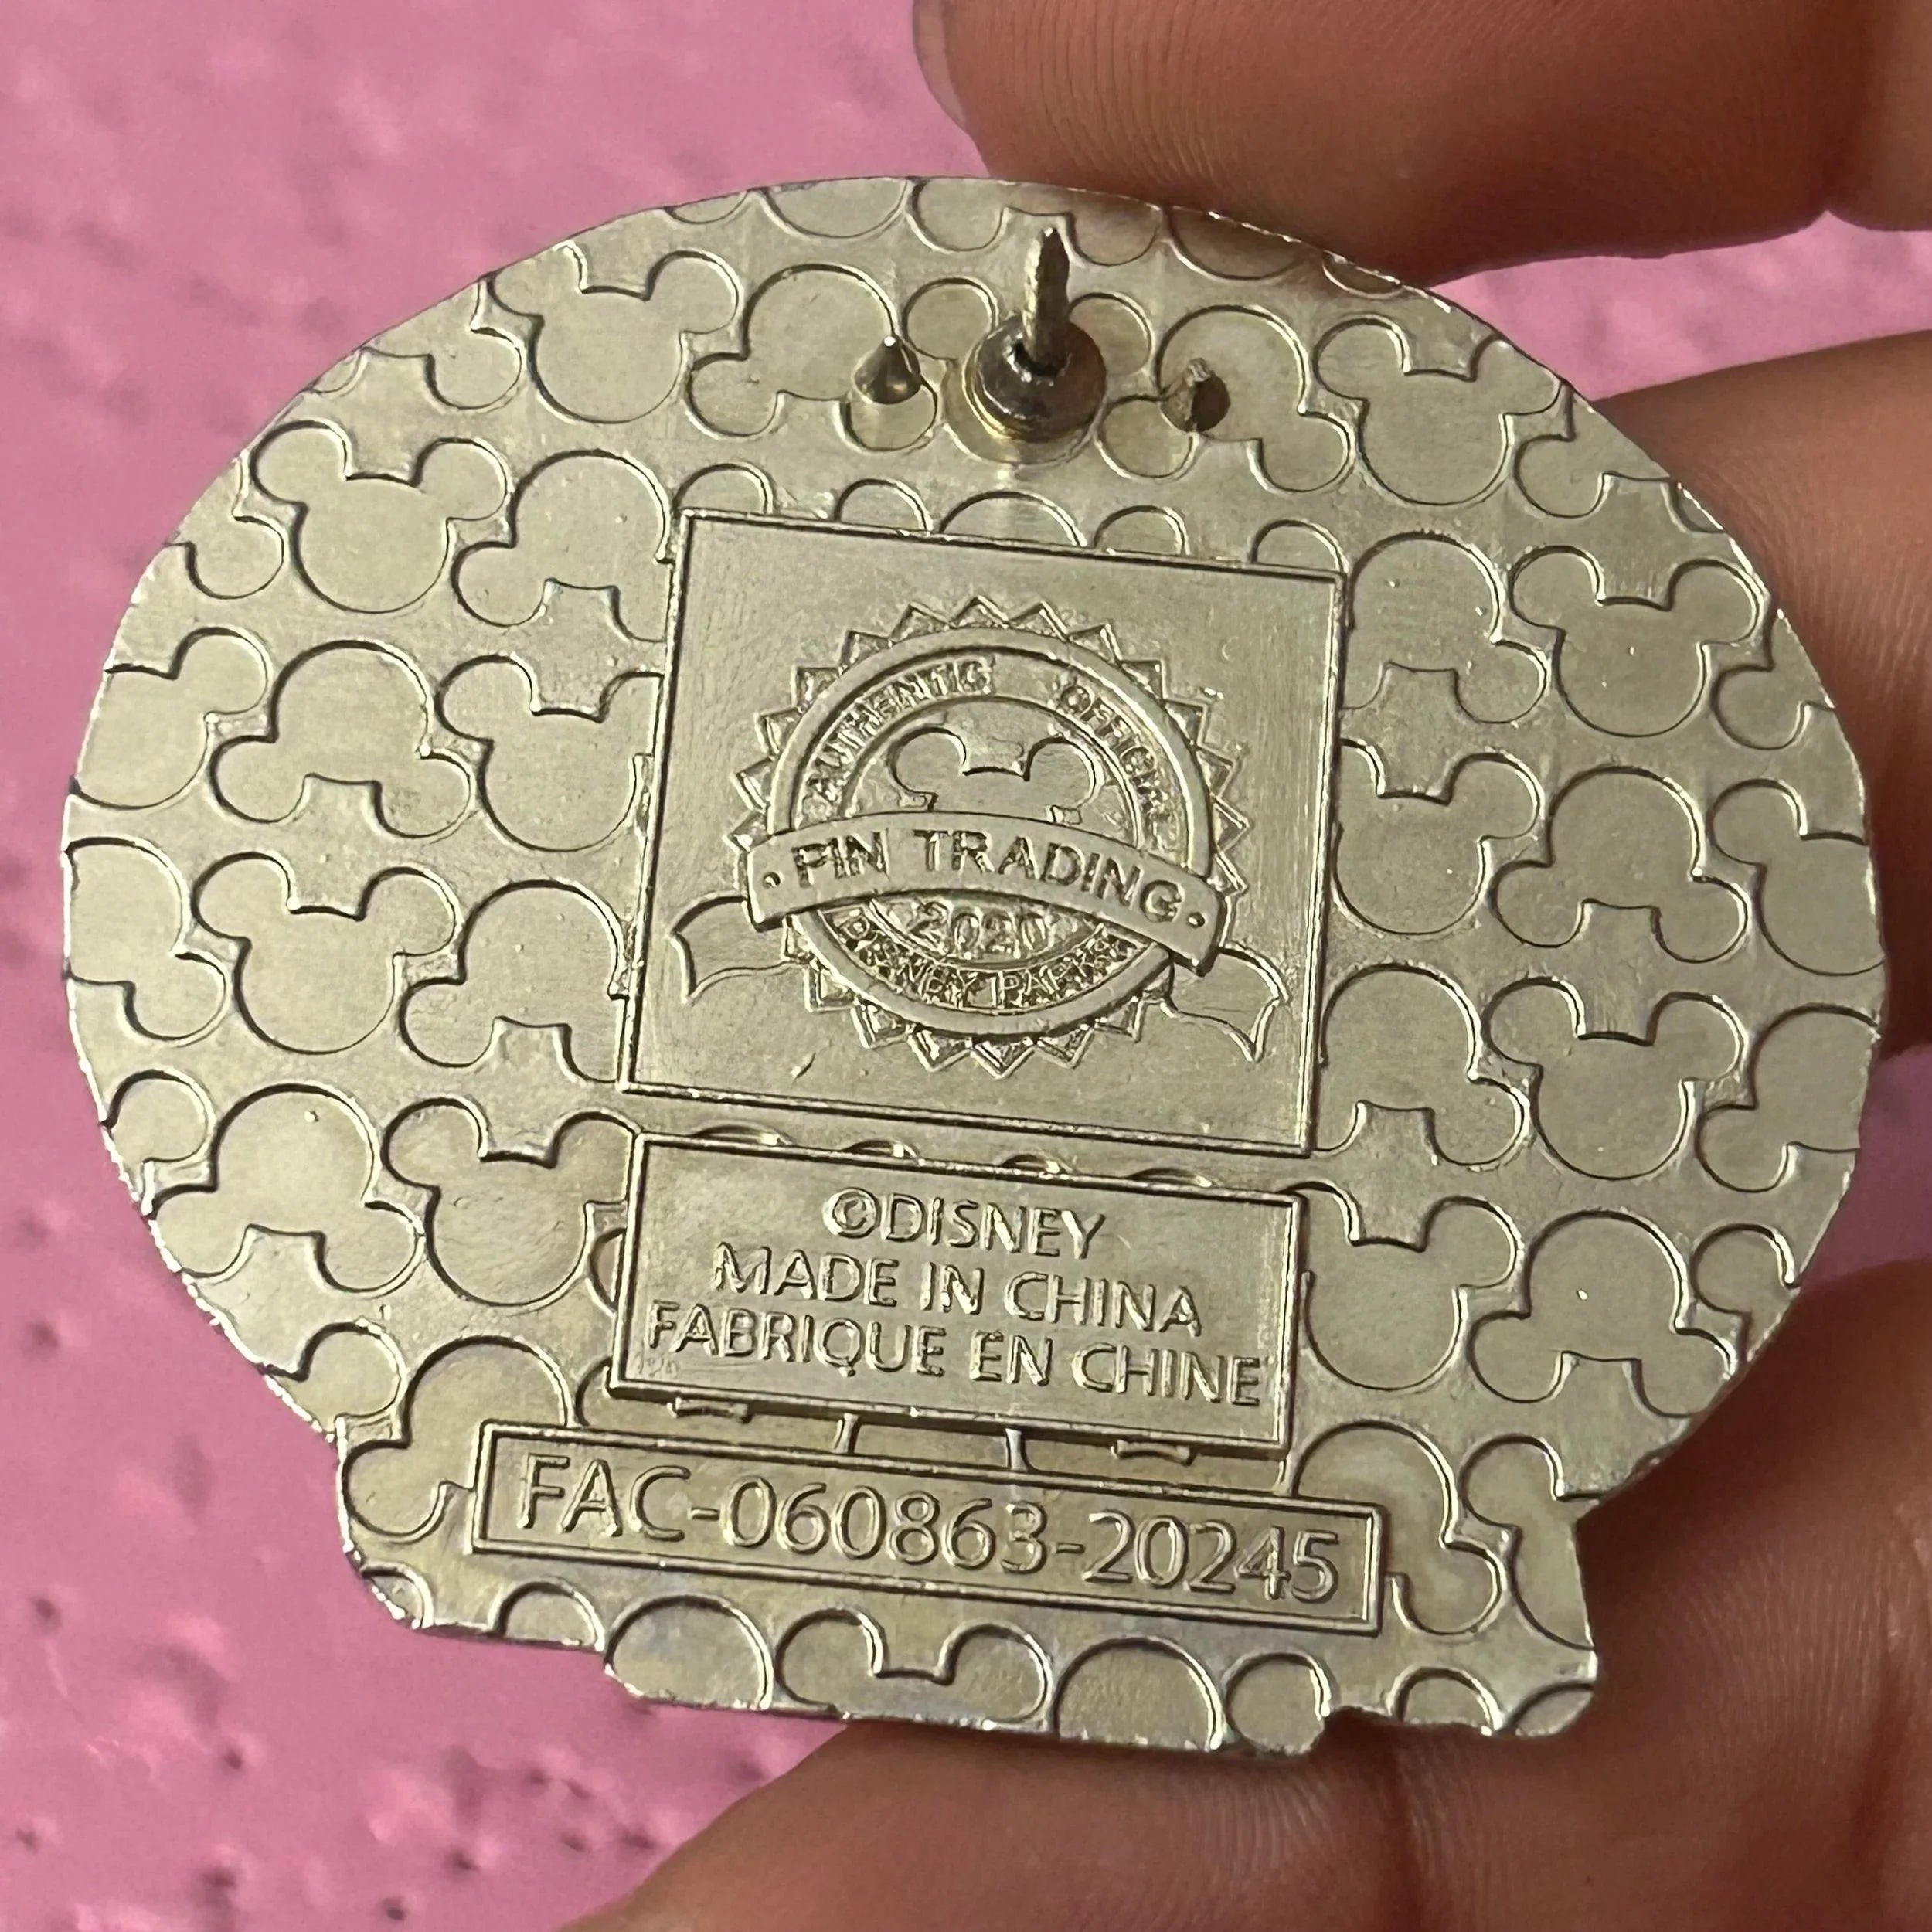 AUTHENTIC OFFICIAL
• PIN TRADING •
2020
DISNEY PARKS
©DISNEY
MADE IN CHINA
FABRIQUE EN CHINE
FAC-060863-20245